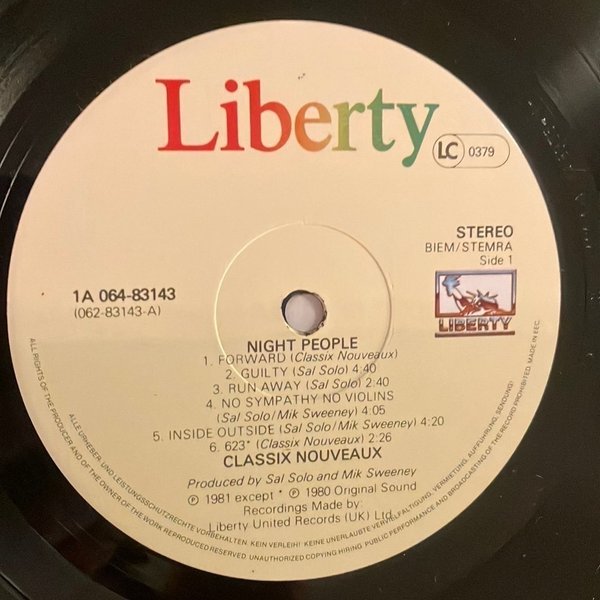 Liberty
LC 0379
STEREO
BIEM/STEMRA
Side 1
1A 064-83143
(062-83143-A)
LIBERTY
NIGHT PEOPLE
1. FORWARD (Classix Nouveaux)
2. GUILTY (Sal Solo) 4:40
3. RUN AWAY (Sal Solo) 2:40
4. NO SYMPATHY NO VIOLINS
(Sal Solo/Mik Sweeney) 4:05
5. INSIDE OUTSIDE (Sal Solo/Mik Sweeney) 4:20
6. 623* (Classix Nouveaux) 2:26
CLASSIX NOUVEAUX
Produced by Sal Solo and Mik Sweeney
℗ 1981 except * ℗ 1980 Original Sound
Recordings Made by:
Liberty United Records (UK) Ltd.
ALLE URHEBER- UND LEISTUNGSSCHUTZRECHTE VORBEHALTEN. KEIN VERLEIH! KEINE UNERLAUBTE VERVIELFÄLTIGUNG, VERMIETUNG, AUFFÜHRUNG, SENDUNG!
ALL RIGHTS OF THE PRODUCER AND OF THE OWNER OF THE WORK REPRODUCED RESERVED. UNAUTHORIZED COPYING HIRING PUBLIC PERFORMANCE AND BROADCASTING OF THE RECORD PROHIBITED. MADE IN EEC.